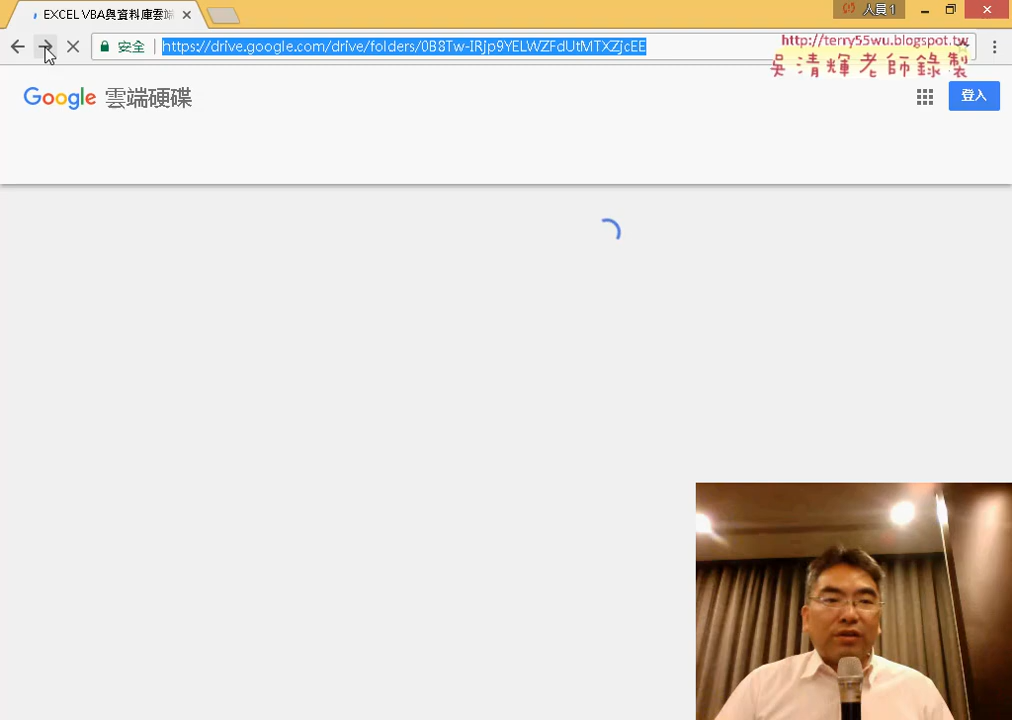 EXCEL VBA與資料庫雲端
人員 1
安全
https://drive.google.com/drive/folders/0B8Tw-IRjp9YELWZFdUtMTXZjcEE
http://terry55wu.blogspot.tw
吳清輝老師錄製
Google 雲端硬碟
登入